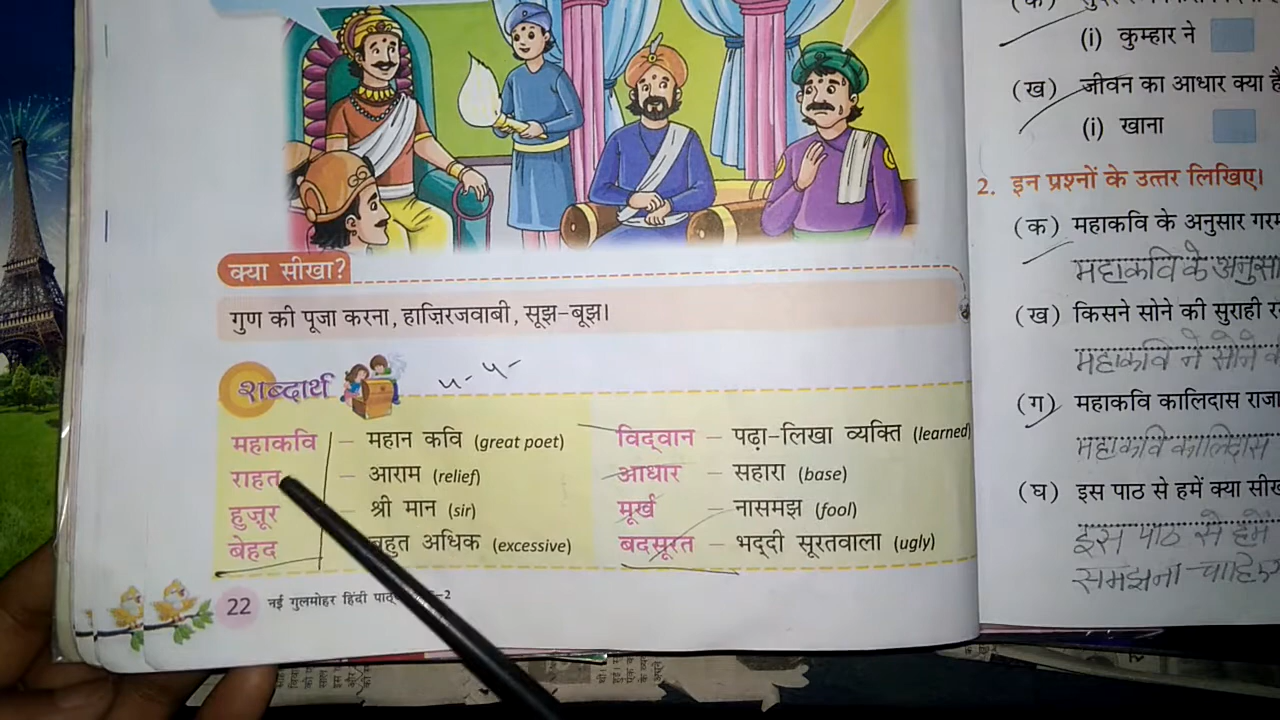 क्या सीखा?
गुण की पूजा करना, हाज़िरजवाबी, सूझ-बूझ।
शब्दार्थ
महाकवि – महान कवि (great poet)
राहत – आराम (relief)
हुज़ूर – श्री मान (sir)
बेहद बहुत अधिक (excessive)
विद्वान – पढ़ा-लिखा व्यक्ति (learned)
आधार – सहारा (base)
मूर्ख – नासमझ (fool)
बदसूरत – भद्दी सूरतवाला (ugly)
22 नई गुलमोहर हिंदी
(i) कुम्हार ने
(ख) जीवन का आधार क्या है
(i) खाना
2. इन प्रश्नों के उत्तर लिखिए।
(क) महाकवि के अनुसार
महाकवि के
(ख) किसने सोने की सुराही
महाकवि ने सोने
(ग) महाकवि कालिदास राजा
महाकवि कालिदास
(घ) इस पाठ से हमें क्या
इस पाठ से हमें
समझना चाहिए